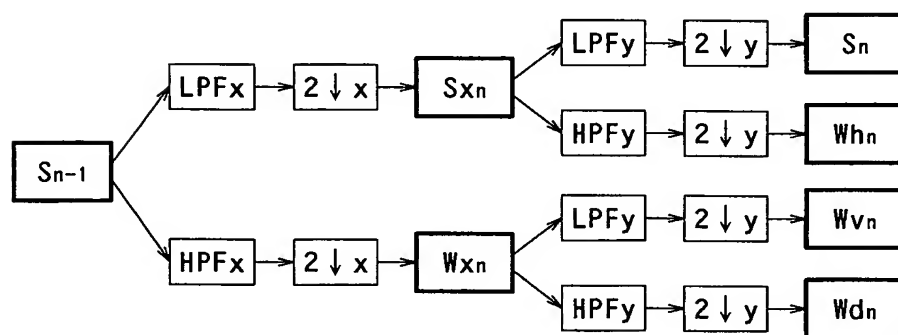 LPFy 2 ↓ y Sn
LPFx 2 ↓ x Sxn
HPFy 2 ↓ y Whn
Sn-1
LPFy 2 ↓ y Wvn
HPFx 2 ↓ x Wxn
HPFy 2 ↓ y Wdn